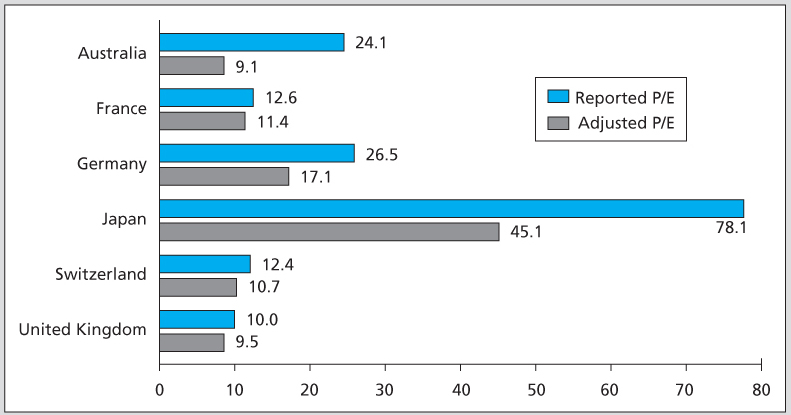 Australia
24.1
9.1
France
12.6
11.4
Germany
26.5
17.1
Japan
78.1
45.1
Switzerland
12.4
10.7
United Kingdom
10.0
9.5
Reported P/E
Adjusted P/E
0 10 20 30 40 50 60 70 80